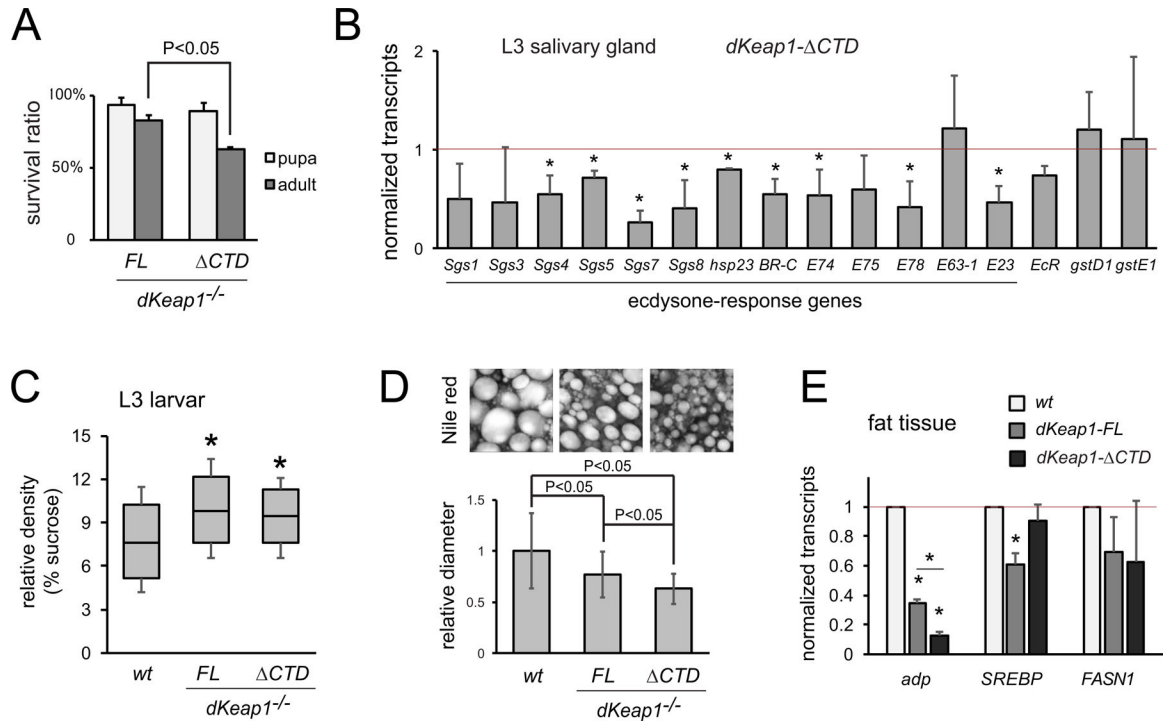 A
P<0.05
100%
50%
0
survival ratio
pupa
adult
FL ΔCTD
dKeap1-/-
B
L3 salivary gland dKeap1-ΔCTD
normalized transcripts
2
1
0
* * * * * * * * *
Sgs1 Sgs3 Sgs4 Sgs5 Sgs7 Sgs8 hsp23 BR-C E74 E75 E78 E63-1 E23 EcR gstD1 gstE1
ecdysone-response genes
C
L3 larvar
relative density
(% sucrose)
15
12
9
6
3
0
* *
wt FL ΔCTD
dKeap1-/-
D
Nile red
P<0.05
P<0.05
P<0.05
relative diameter
1.5
1
0.5
0
wt FL ΔCTD
dKeap1-/-
E
fat tissue
wt
dKeap1-FL
dKeap1-ΔCTD
normalized transcripts
1
0.8
0.6
0.4
0.2
0
*
* * *
adp SREBP FASN1